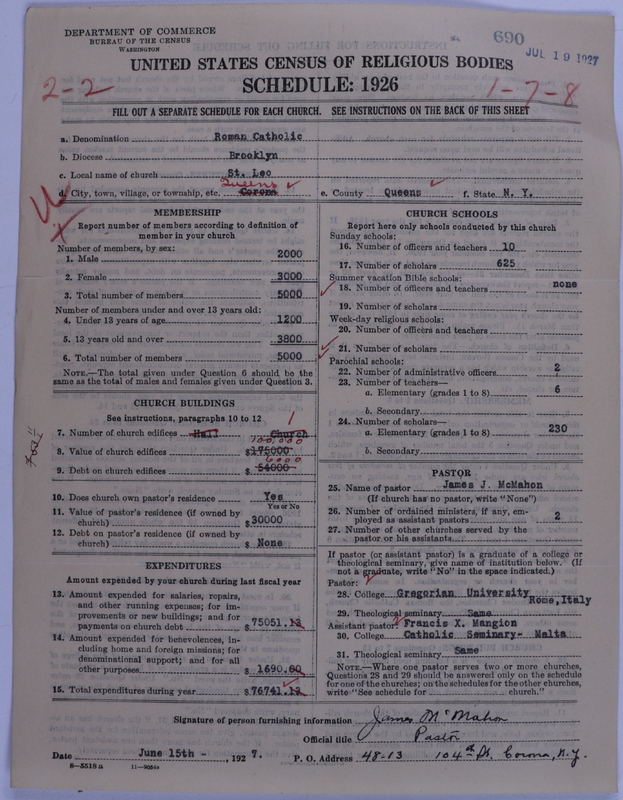 DEPARTMENT OF COMMERCE
BUREAU OF THE CENSUS
WASHINGTON
690
JUL 19 1927
UNITED STATES CENSUS OF RELIGIOUS BODIES
SCHEDULE: 1926
2-2
1-7-8
FILL OUT A SEPARATE SCHEDULE FOR EACH CHURCH. SEE INSTRUCTIONS ON THE BACK OF THIS SHEET
a. Denomination Roman Catholic
b. Diocese Brooklyn
c. Local name of church St. Leo
Queens
d. City, town, village, or township, etc. Corona e. County Queens f. State N. Y.
MEMBERSHIP
Report number of members according to definition of
member in your church
Number of members, by sex:
1. Male 2000
2. Female 3000
3. Total number of members 5000
Number of members under and over 13 years old:
4. Under 13 years of age 1200
5. 13 years old and over 3800
6. Total number of members 5000
NOTE.—The total given under Question 6 should be the
same as the total of males and females given under Question 3.
CHURCH BUILDINGS
See instructions, paragraphs 10 to 12
1
7. Number of church edifices Hall Church
100,000
8. Value of church edifices $175000
6000
9. Debt on church edifices $ 54000
10. Does church own pastor's residence Yes
Yes or No
11. Value of pastor's residence (if owned by
church) $30000
12. Debt on pastor's residence (if owned by
church) $ None
EXPENDITURES
Amount expended by your church during last fiscal year
13. Amount expended for salaries, repairs,
and other running expenses; for im-
provements or new buildings; and for
payments on church debt $ 75051.13
14. Amount expended for benevolences, in-
cluding home and foreign missions; for
denominational support; and for all
other purposes $ 1690.00
15. Total expenditures during year $76741.13
CHURCH SCHOOLS
Report here only schools conducted by this church
Sunday schools:
16. Number of officers and teachers 10
17. Number of scholars 625
Summer vacation Bible schools:
18. Number of officers and teachers none
19. Number of scholars
Week-day religious schools:
20. Number of officers and teachers
21. Number of scholars
Parochial schools:
22. Number of administrative officers 2
23. Number of teachers—
a. Elementary (grades 1 to 8) 6
b. Secondary
24. Number of scholars—
a. Elementary (grades 1 to 8) 230
b. Secondary
PASTOR
25. Name of pastor James J. McMahon
(If church has no pastor, write "None")
26. Number of ordained ministers, if any, em-
ployed as assistant pastors 2
27. Number of other churches served by the
pastor or his assistants
If pastor (or assistant pastor) is a graduate of a college or
theological seminary, give name of institution below. (If
not a graduate, write "No" in the space indicated.)
Pastor:
28. College Gregorian University
Rome, Italy
29. Theological seminary Same
Assistant pastor: Francis X. Mangion
30. College Catholic Seminary- Malta
31. Theological seminary Same
NOTE.—Where one pastor serves two or more churches,
Questions 28 and 29 should be answered only on the schedule
for one of the churches; on the schedules for the other churches,
write "See schedule for church."
Signature of person furnishing information James McMahon
Official title Pastor
Date June 15th - , 1927. P. O. Address 48-13 104th St. Corona, N.Y.
8-5518 a